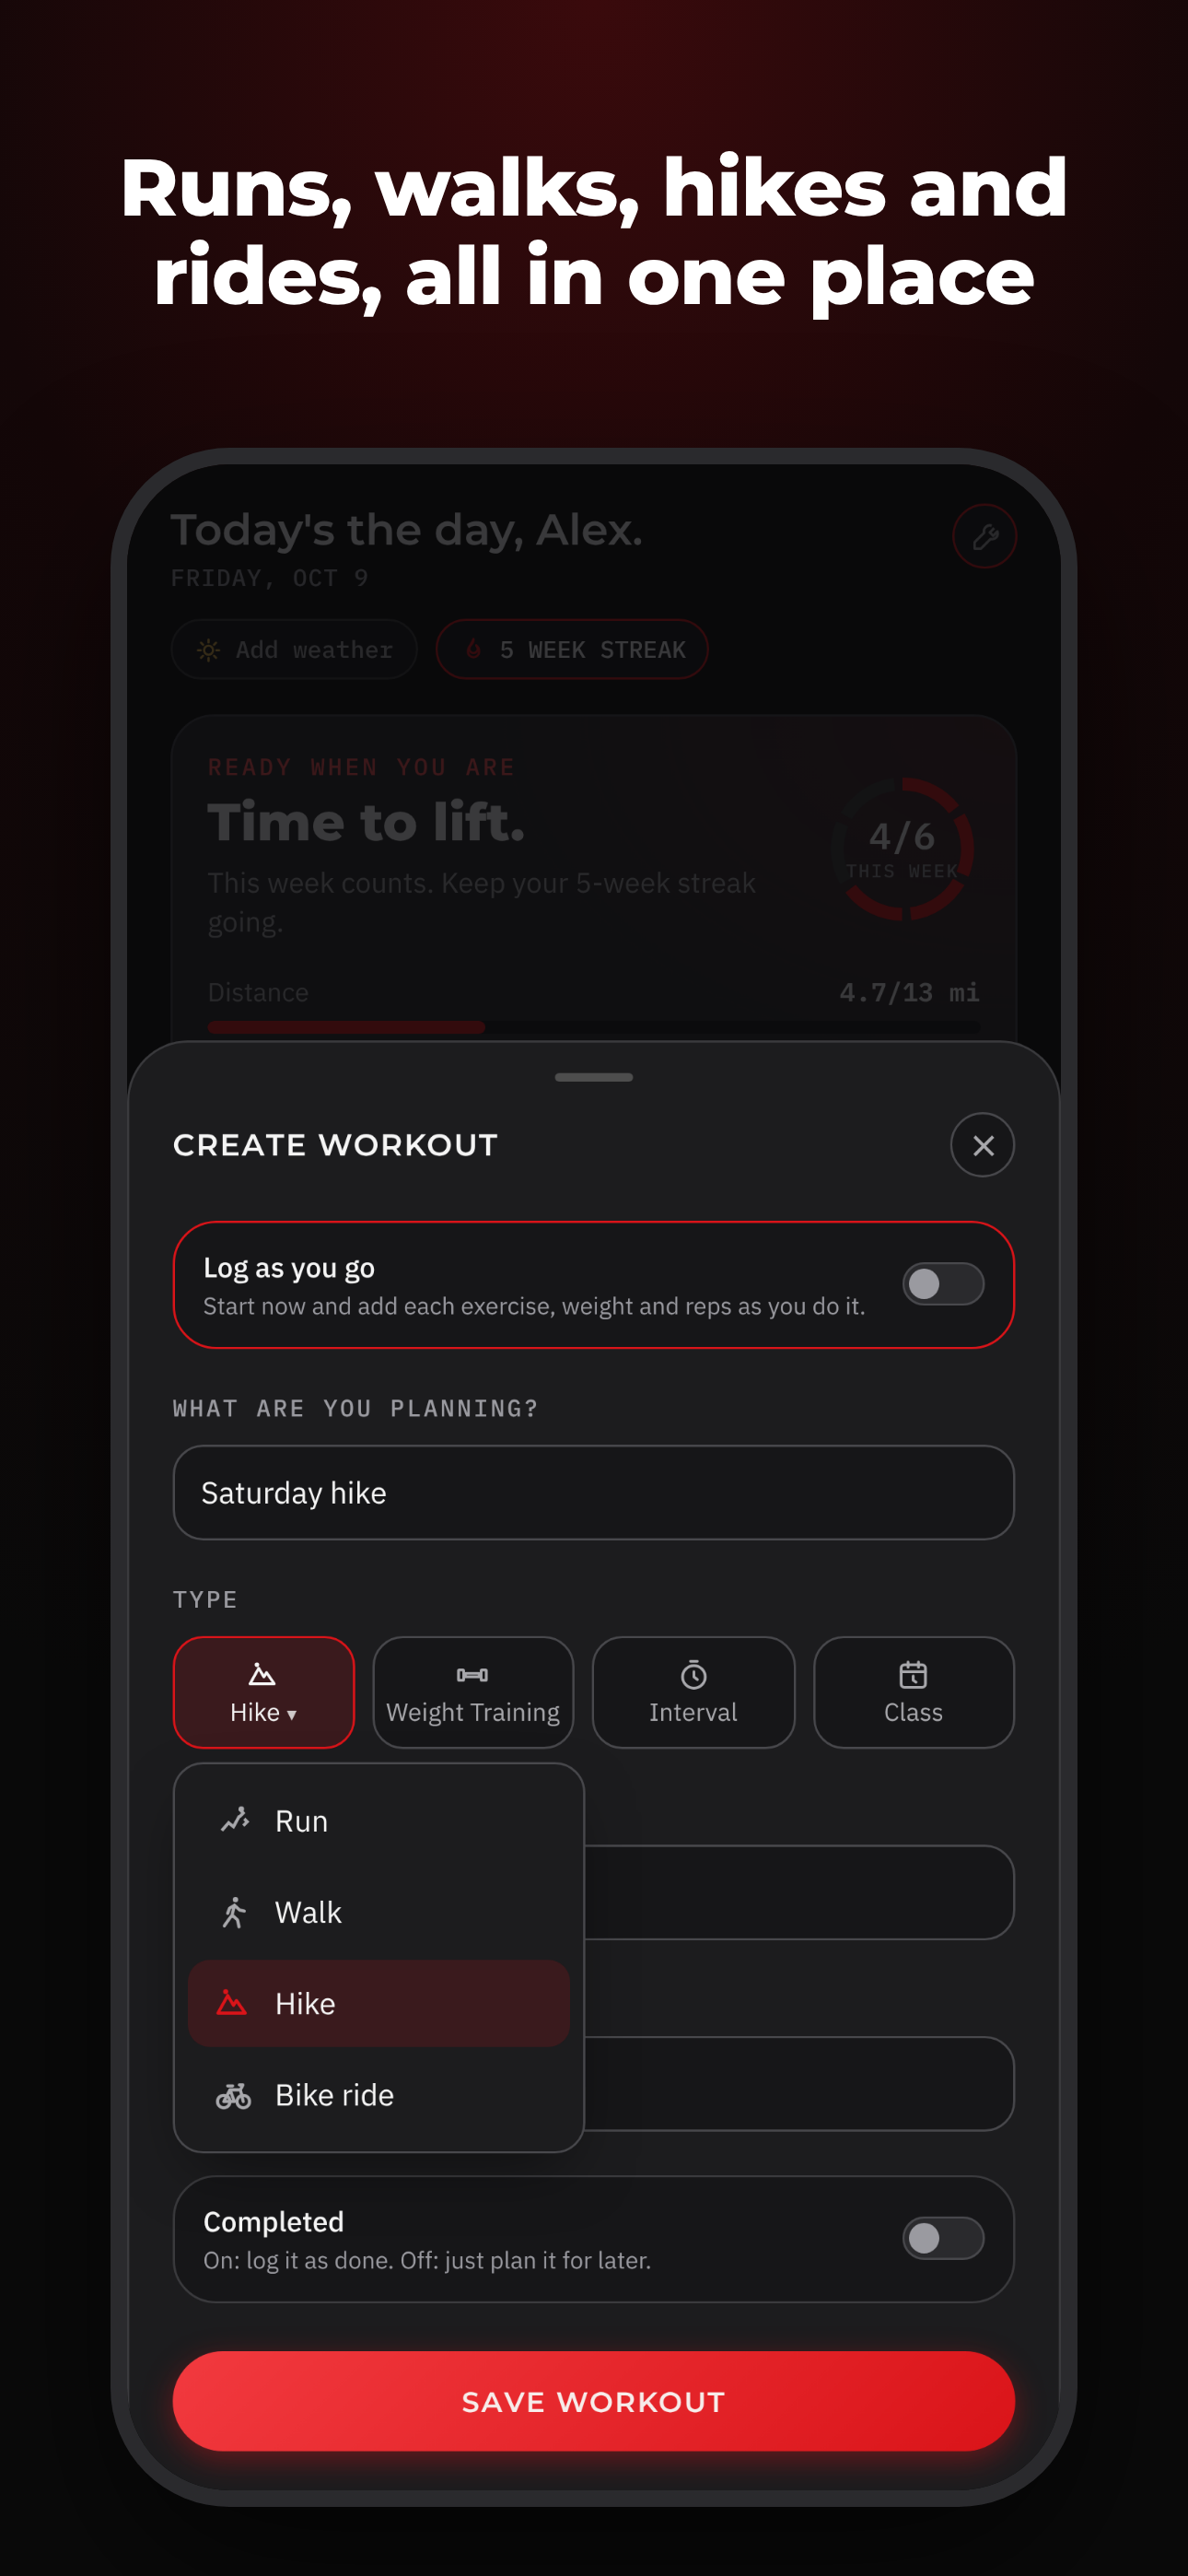 Runs, walks, hikes and
rides, all in one place
Today's the day, Alex.
FRIDAY, OCT 9
Add weather
5 WEEK STREAK
READY WHEN YOU ARE
Time to lift.
This week counts. Keep your 5-week streak
going.
4/6
THIS WEEK
Distance
4.7/13 mi
CREATE WORKOUT
Log as you go
Start now and add each exercise, weight and reps as you do it.
WHAT ARE YOU PLANNING?
Saturday hike
TYPE
Hike ▾
Weight Training
Interval
Class
Run
Walk
Hike
Bike ride
Completed
On: log it as done. Off: just plan it for later.
SAVE WORKOUT